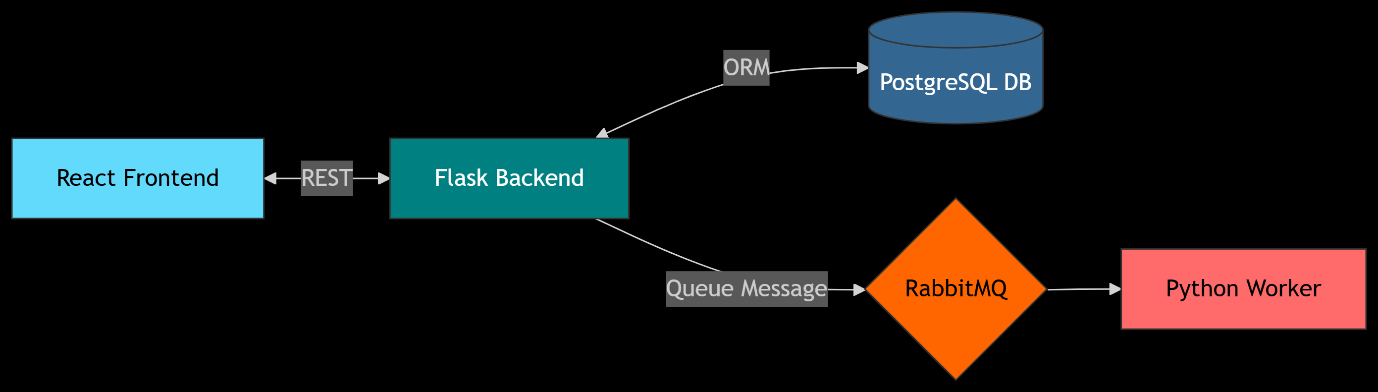 ORM
PostgreSQL DB
React Frontend
REST
Flask Backend
Queue Message
RabbitMQ
Python Worker